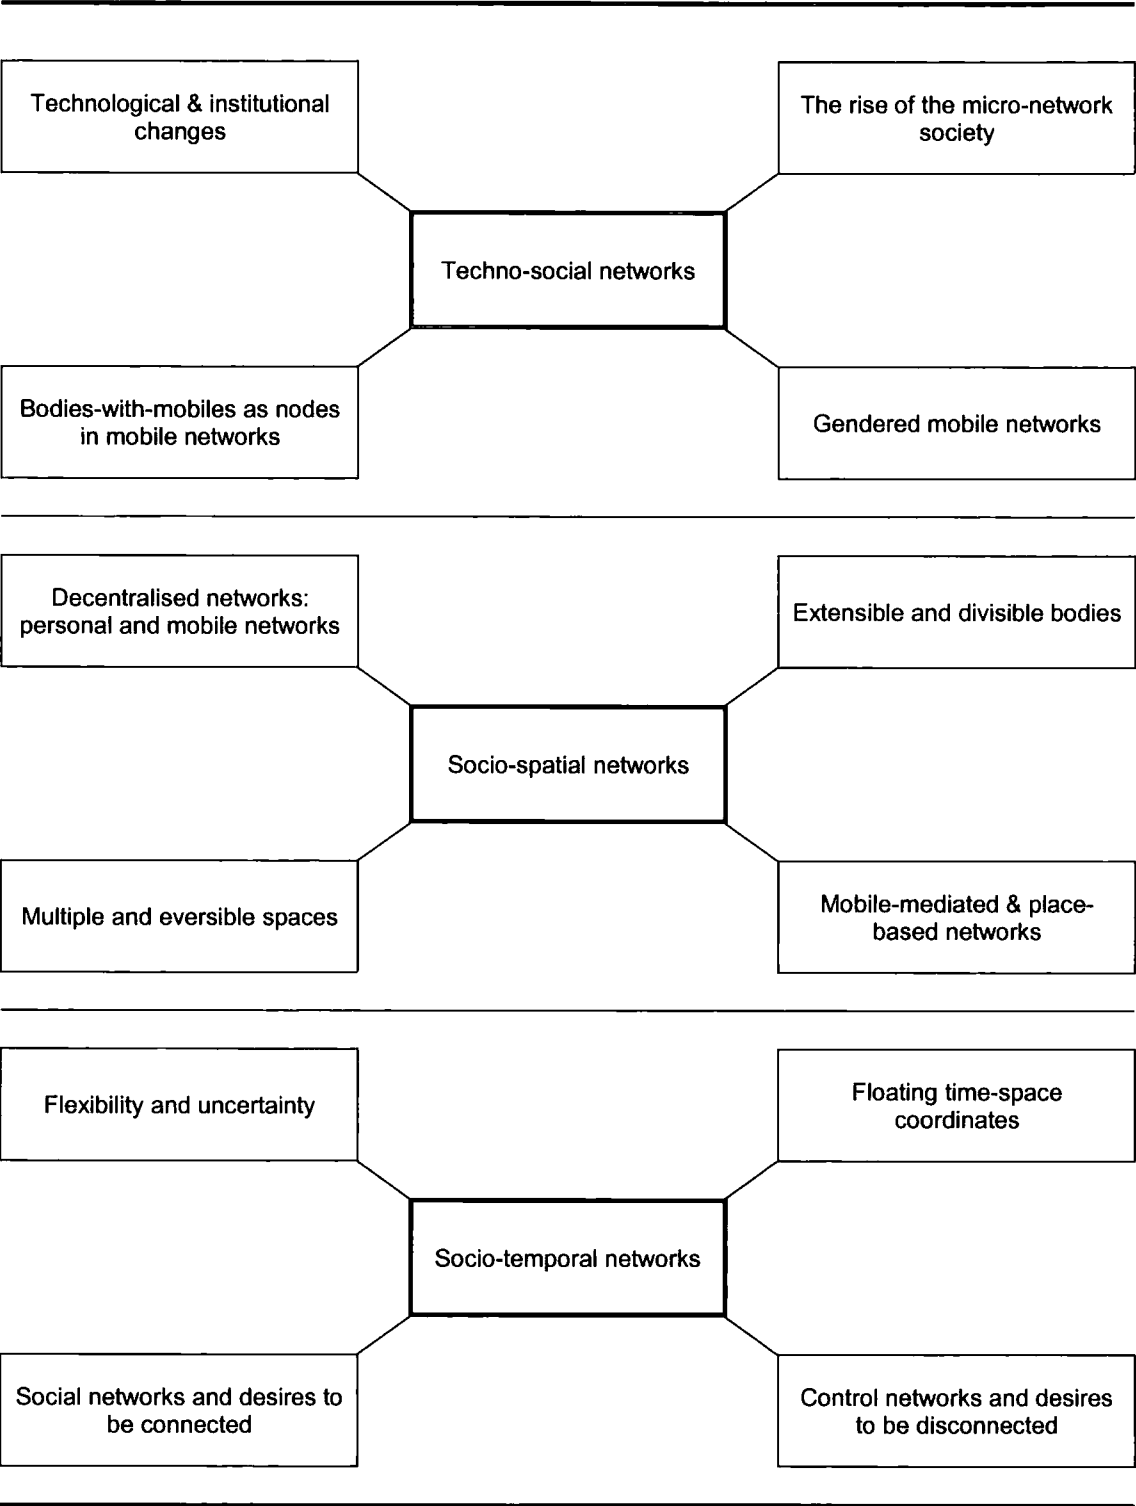 Technological & institutional
changes
The rise of the micro-network
society
Techno-social networks
Bodies-with-mobiles as nodes
in mobile networks
Gendered mobile networks
Decentralised networks:
personal and mobile networks
Extensible and divisible bodies
Socio-spatial networks
Multiple and eversible spaces
Mobile-mediated & place-
based networks
Flexibility and uncertainty
Floating time-space
coordinates
Socio-temporal networks
Social networks and desires to
be connected
Control networks and desires
to be disconnected